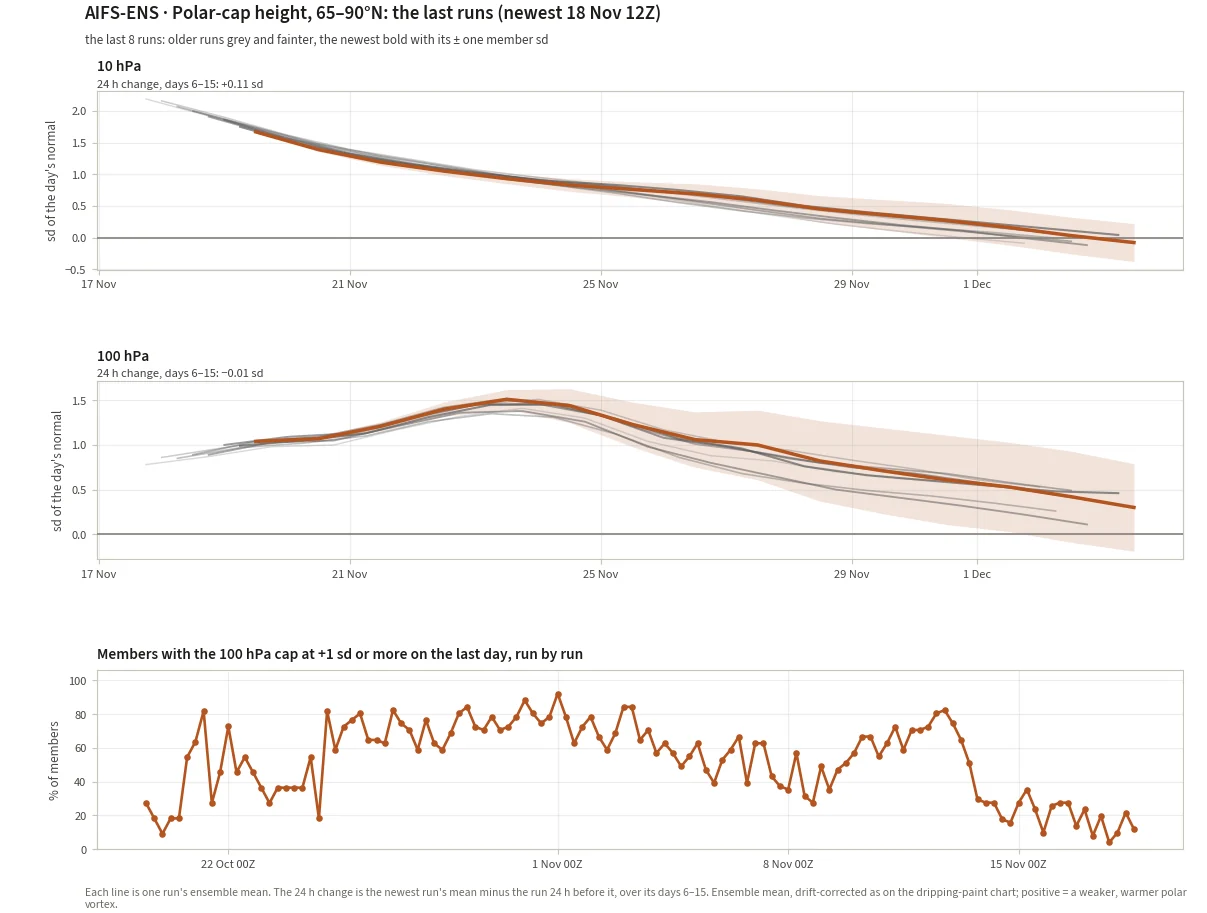 AIFS-ENS · Polar-cap height, 65–90°N: the last runs (newest 18 Nov 12Z)
the last 8 runs: older runs grey and fainter, the newest bold with its ± one member sd
10 hPa
24 h change, days 6–15: +0.11 sd
sd of the day's normal
2.0
1.5
1.0
0.5
0.0
−0.5
17 Nov
21 Nov
25 Nov
29 Nov
1 Dec
100 hPa
24 h change, days 6–15: −0.01 sd
sd of the day's normal
1.5
1.0
0.5
0.0
17 Nov
21 Nov
25 Nov
29 Nov
1 Dec
Members with the 100 hPa cap at +1 sd or more on the last day, run by run
% of members
100
80
60
40
20
0
22 Oct 00Z
1 Nov 00Z
8 Nov 00Z
15 Nov 00Z
Each line is one run's ensemble mean. The 24 h change is the newest run's mean minus the run 24 h before it, over its days 6–15. Ensemble mean, drift-corrected as on the dripping-paint chart; positive = a weaker, warmer polar
vortex.